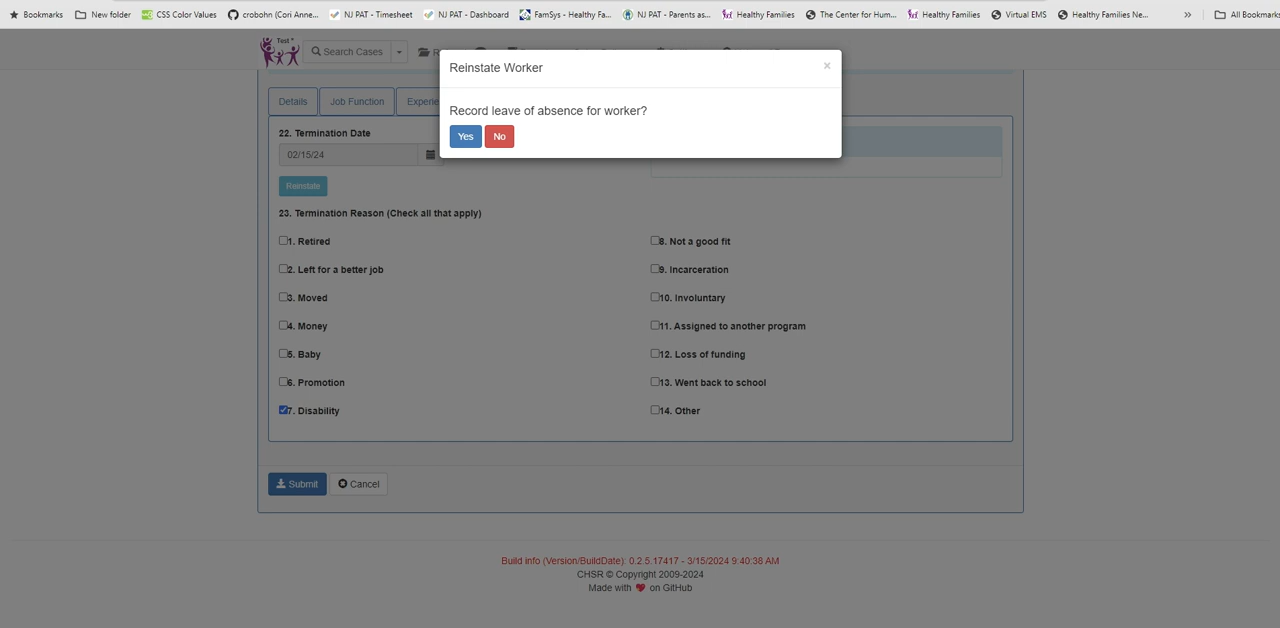 Bookmarks New folder CSS Color Values crobohn (Cori Anne... NJ PAT - Timesheet NJ PAT - Dashboard FamSys - Healthy Fa... NJ PAT - Parents as... Healthy Families The Center for Hum... Healthy Families Virtual EMS Healthy Families Ne... » All Bookmarks
Test * Search Cases
Reinstate Worker ×
Details Job Function Experie
Record leave of absence for worker?
Yes No
22. Termination Date
02/15/24
Reinstate
23. Termination Reason (Check all that apply)
1. Retired
8. Not a good fit
2. Left for a better job
9. Incarceration
3. Moved
10. Involuntary
4. Money
11. Assigned to another program
5. Baby
12. Loss of funding
6. Promotion
13. Went back to school
7. Disability
14. Other
Submit Cancel
Build info (Version/BuildDate): 0.2.5.17417 - 3/15/2024 9:40:38 AM
CHSR © Copyright 2009-2024
Made with ❤ on GitHub